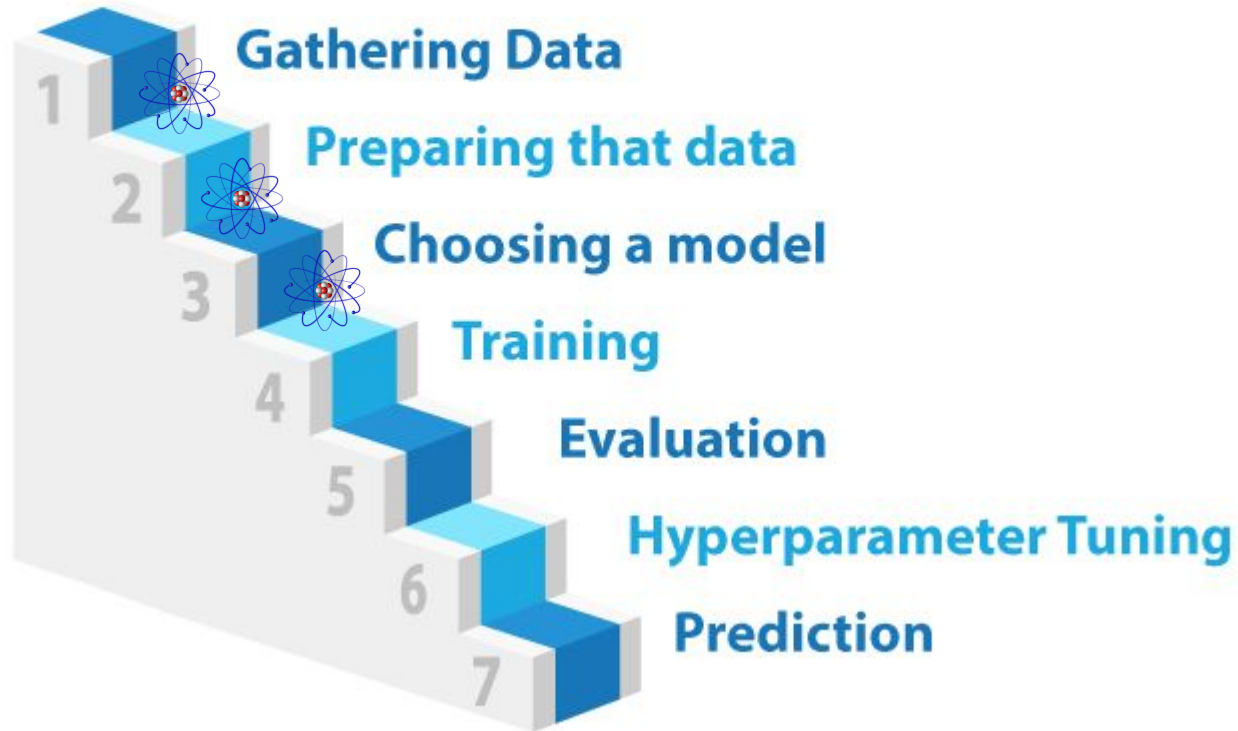 1 Gathering Data
2 Preparing that data
3 Choosing a model
4 Training
5 Evaluation
6 Hyperparameter Tuning
7 Prediction